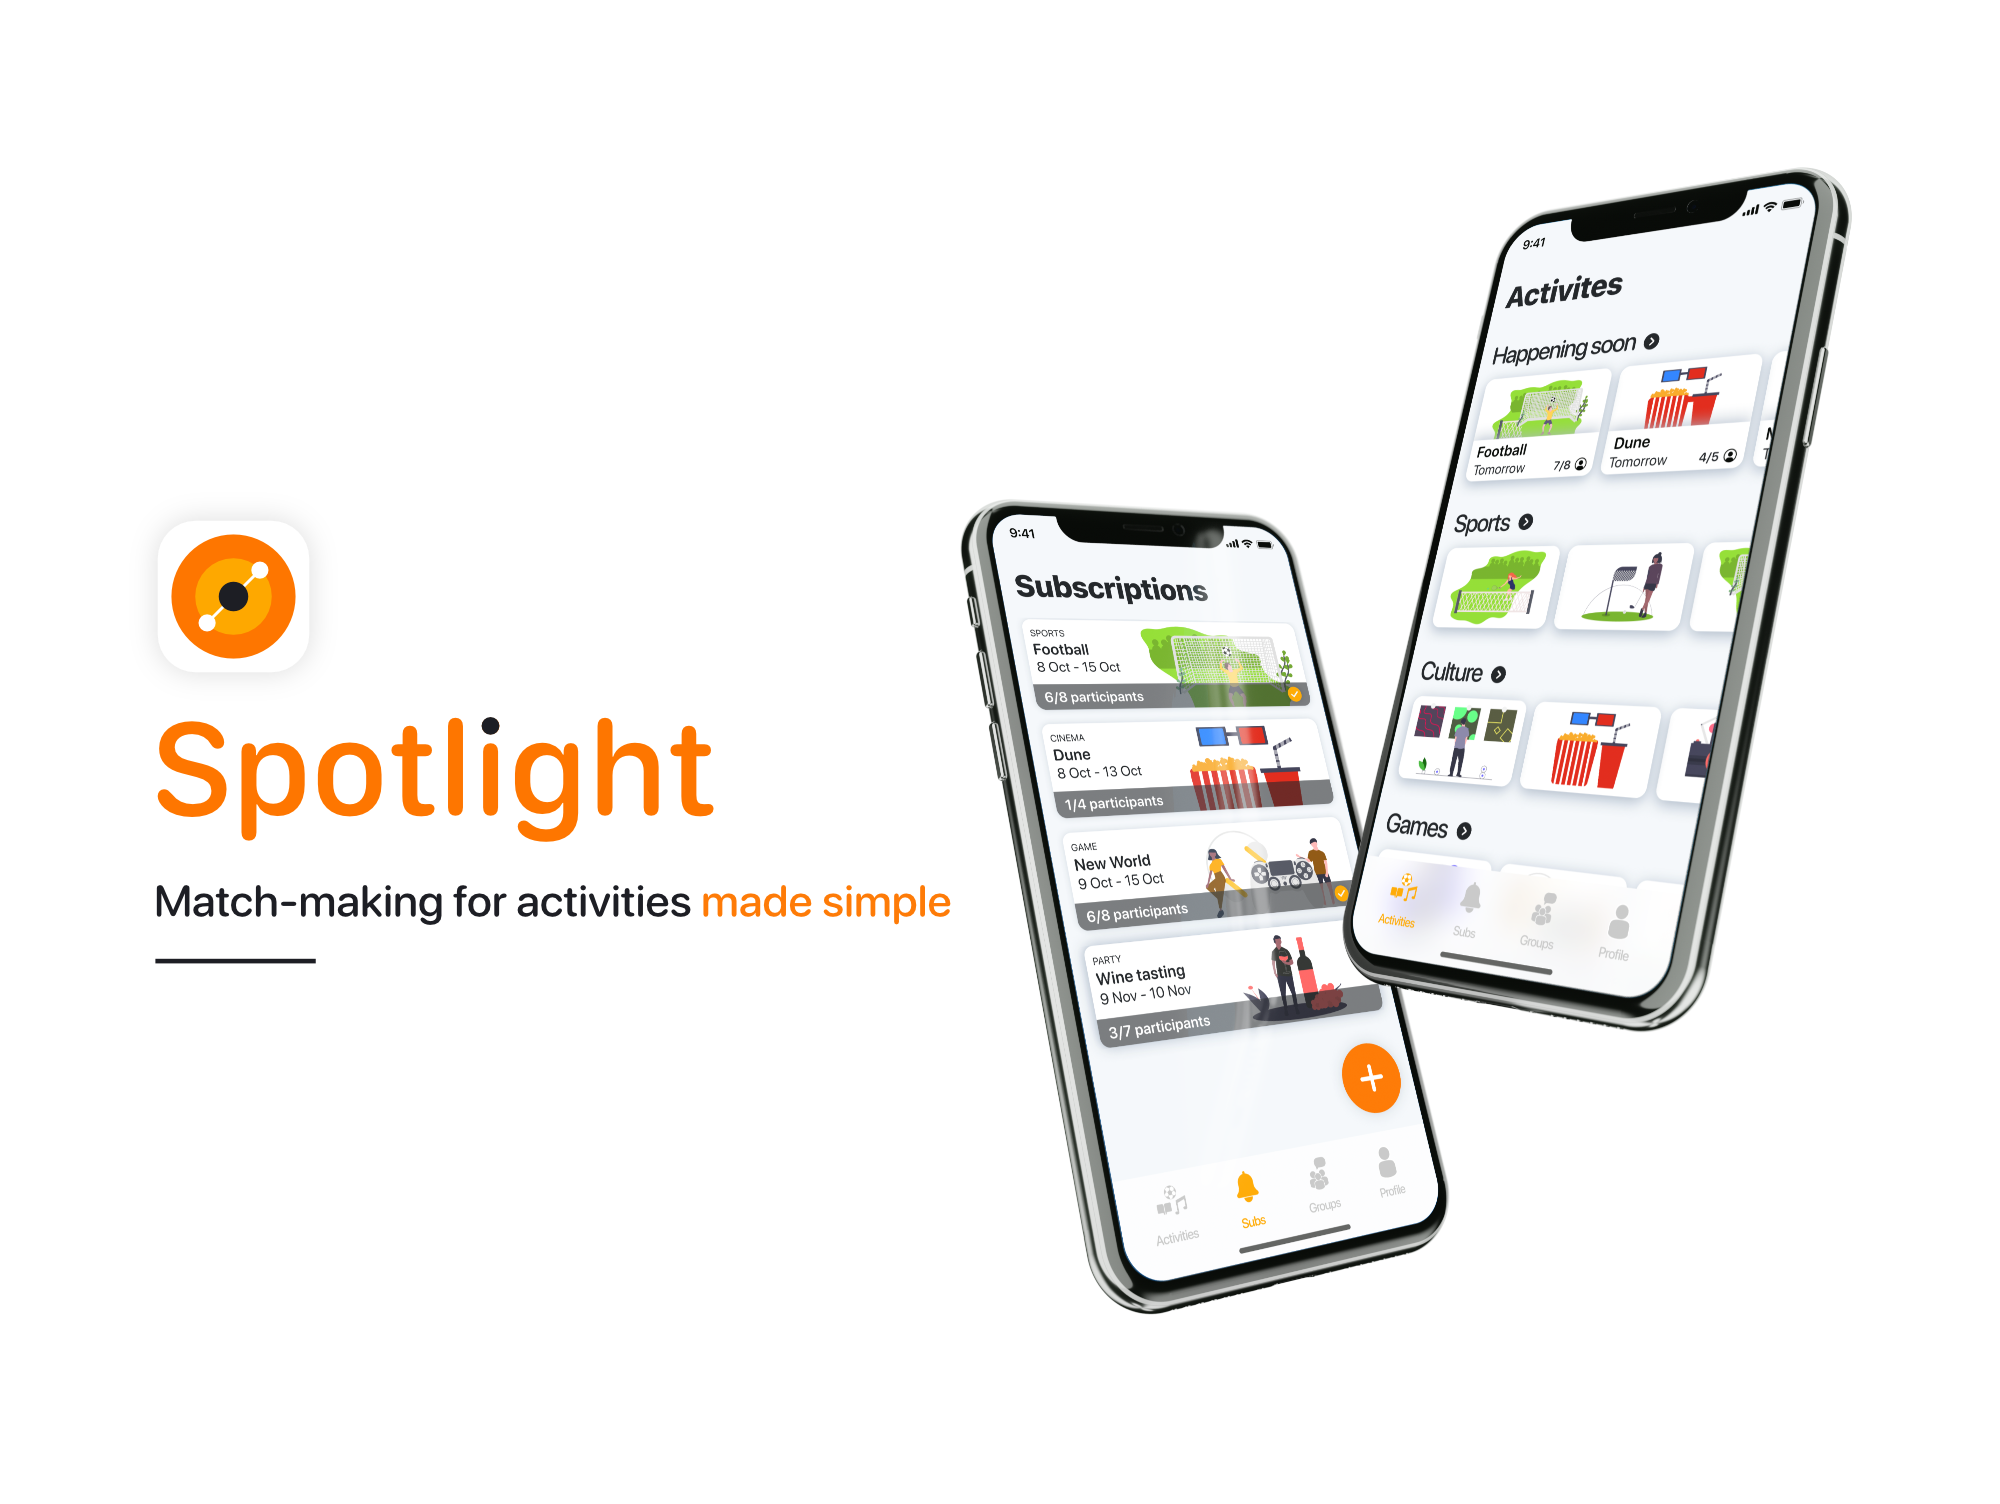 Spotlight
Match-making for activities made simple
9:41
Subscriptions
SPORTS
Football
8 Oct - 15 Oct
6/8 participants
CINEMA
Dune
8 Oct - 13 Oct
1/4 participants
GAME
New World
9 Oct - 15 Oct
6/8 participants
PARTY
Wine tasting
9 Nov - 10 Nov
3/7 participants
Activities
Subs
Groups
Profile
9:41
Activites
Happening soon
Football
Tomorrow 7/8
Dune
Tomorrow 4/5
Sports
Culture
Games
Activities
Subs
Groups
Profile